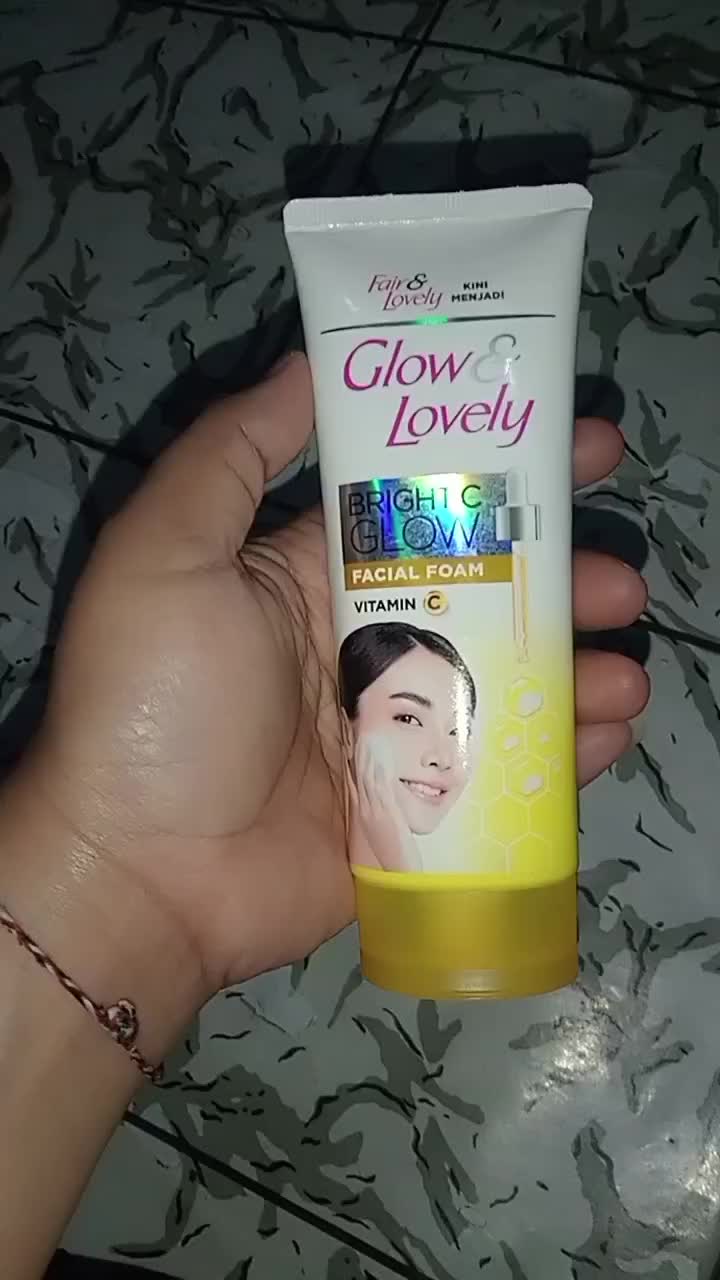 Fair & Lovely KINI MENJADI
Glow &
Lovely
BRIGHT C
GLOW
FACIAL FOAM
VITAMIN C